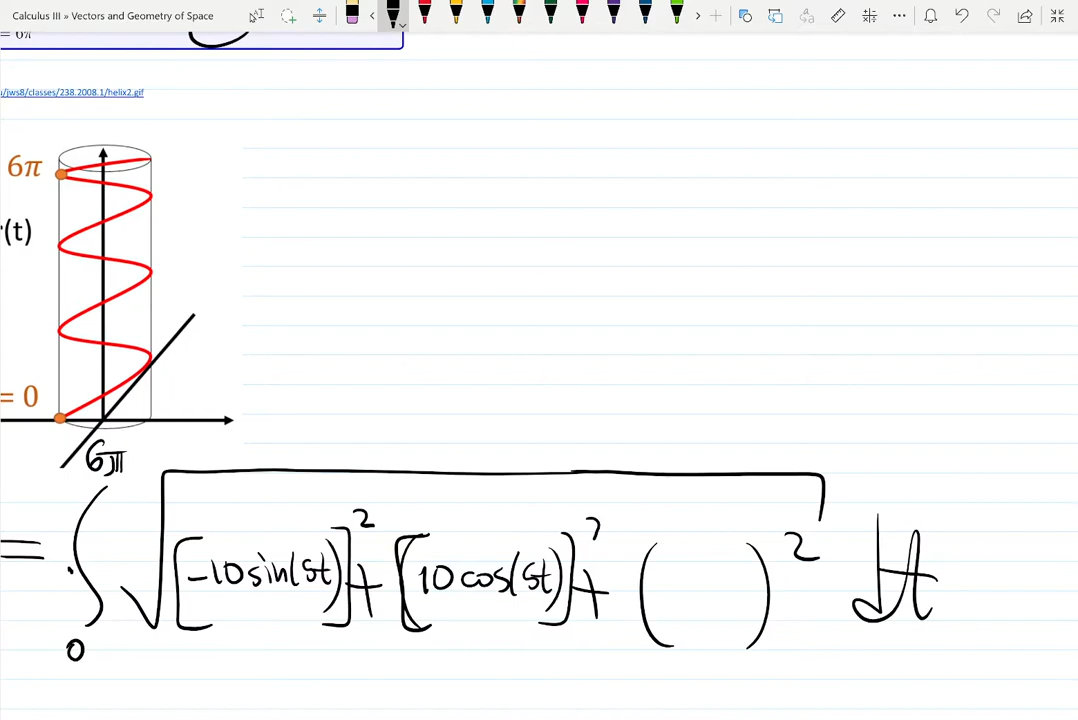 Calculus III » Vectors and Geometry of Space
= 6π
u/jws8/classes/238.2008.1/helix2.gif
6π
r(t)
= 0
= ∫₀^{6π} √([-10sin(5t)]² + [10cos(5t)]² + ( )²) dt